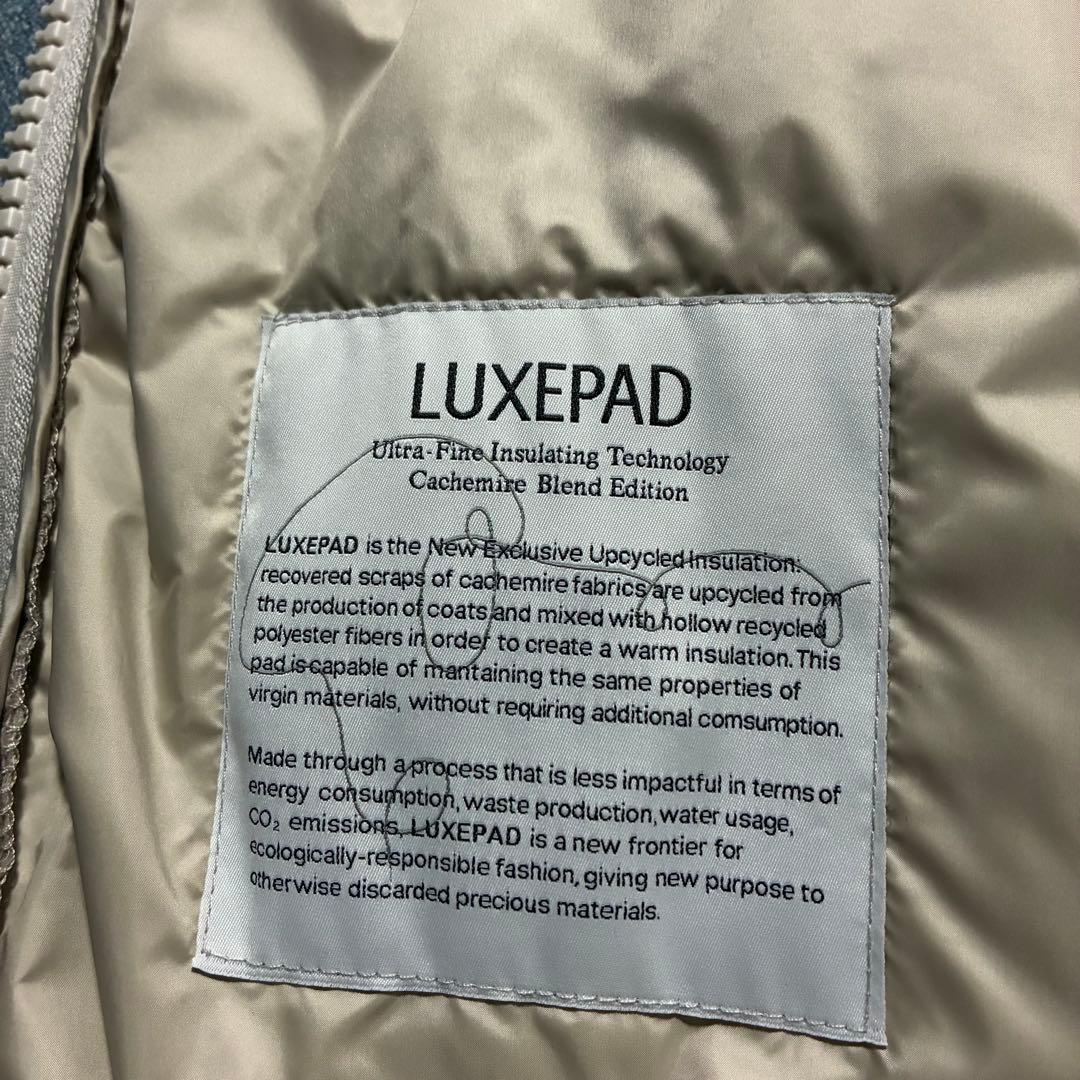 LUXEPAD
Ultra-Fine Insulating Technology
Cachemire Blend Edition
LUXEPAD is the New Exclusive Upcycled Insulation:
recovered scraps of cachemire fabrics are upcycled from
the production of coats and mixed with hollow recycled
polyester fibers in order to create a warm insulation. This
pad is capable of mantaining the same properties of
virgin materials, without requiring additional comsumption.
Made through a process that is less impactful in terms of
energy consumption, waste production, water usage,
CO₂ emissions. LUXEPAD is a new frontier for
ecologically-responsible fashion, giving new purpose to
otherwise discarded precious materials.